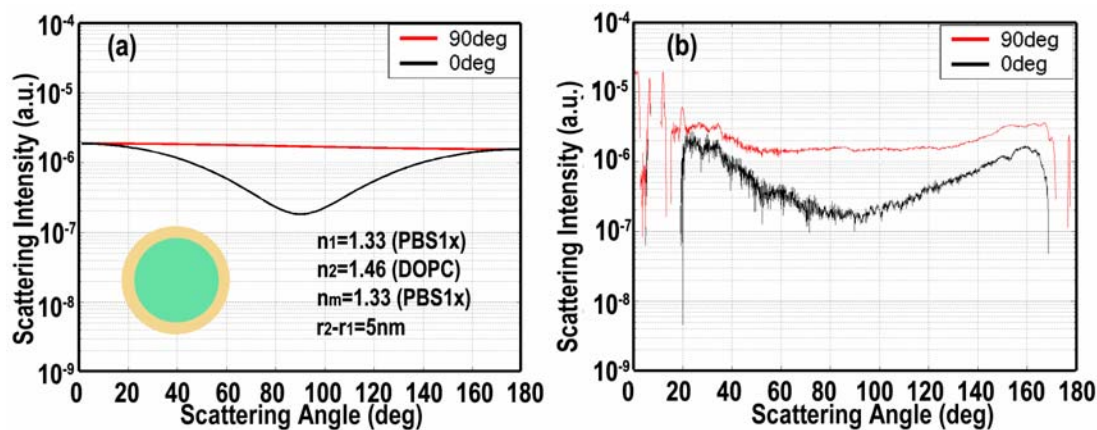 (a)
90deg
0deg
Scattering Intensity (a.u.)
10-4
10-5
10-6
10-7
10-8
10-9
n1=1.33 (PBS1x)
n2=1.46 (DOPC)
nm=1.33 (PBS1x)
r2-r1=5nm
0 20 40 60 80 100 120 140 160 180
Scattering Angle (deg)
(b)
90deg
0deg
Scattering Intensity (a.u.)
10-4
10-5
10-6
10-7
10-8
10-9
0 20 40 60 80 100 120 140 160 180
Scattering Angle (deg)